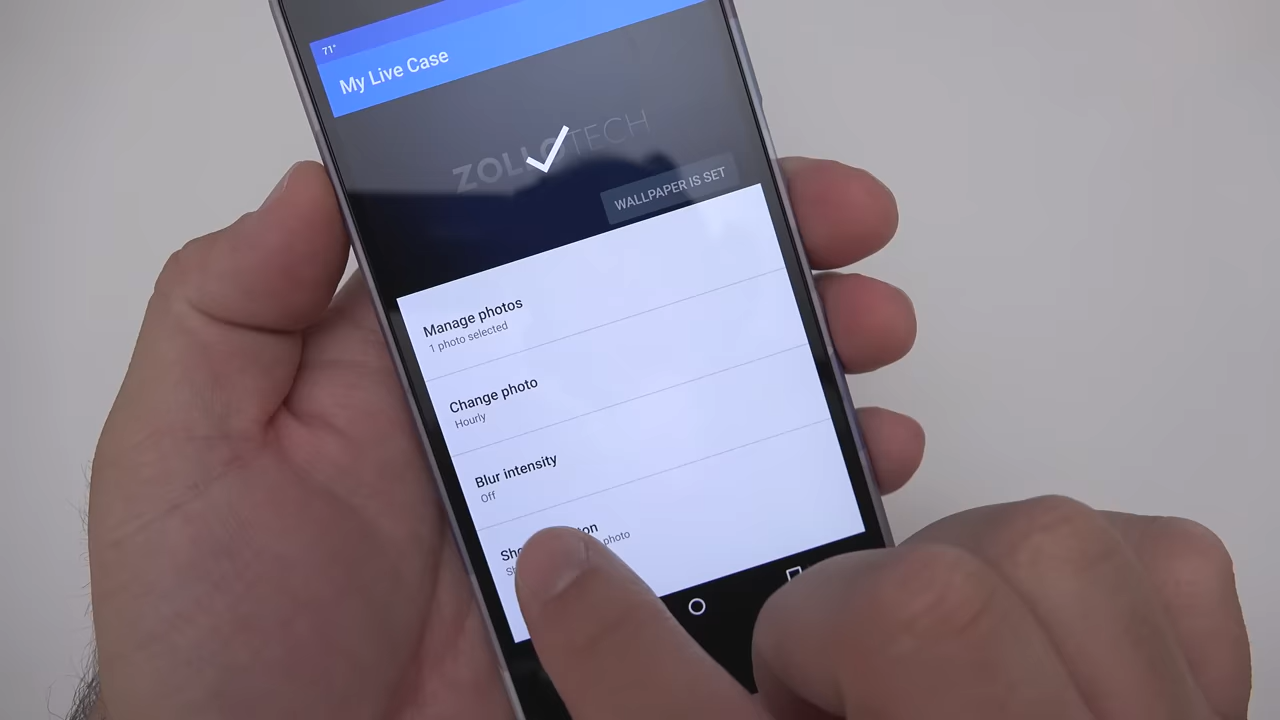 71°
My Live Case
ZOLLOTECH
WALLPAPER IS SET
Manage photos
1 photo selected
Change photo
Hourly
Blur intensity
Off
photo